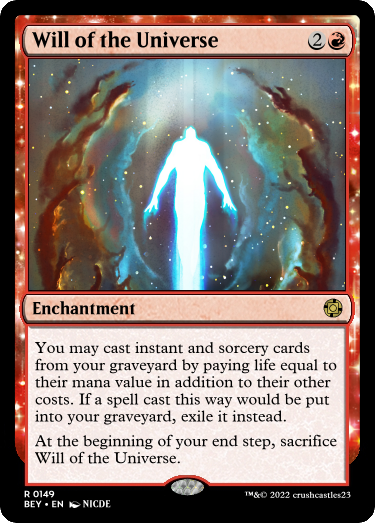 Will of the Universe 2
Enchantment
You may cast instant and sorcery cards
from your graveyard by paying life equal to
their mana value in addition to their other
costs. If a spell cast this way would be put
into your graveyard, exile it instead.
At the beginning of your end step, sacrifice
Will of the Universe.
R 0149
BEY • EN NICDE
™&© 2022 crushcastles23